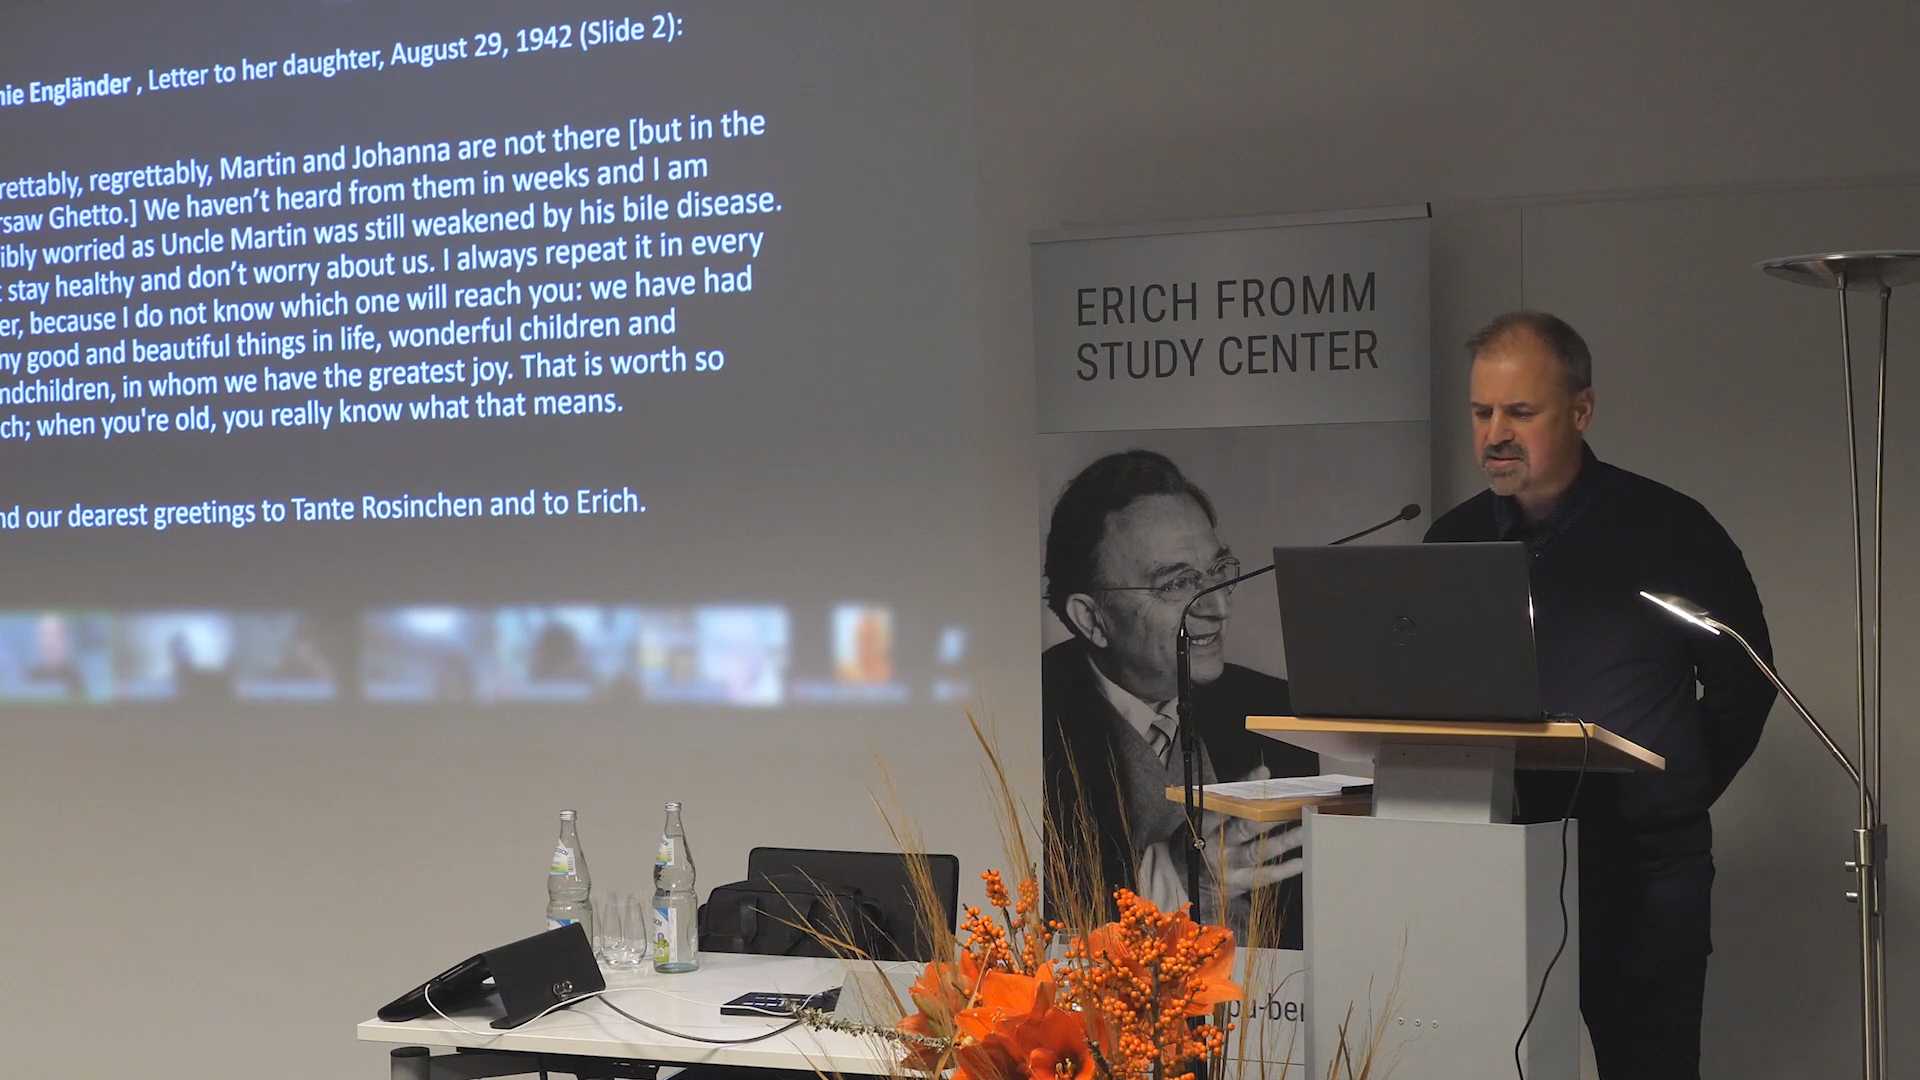 nie Engländer , Letter to her daughter, August 29, 1942 (Slide 2):
rettably, regrettably, Martin and Johanna are not there [but in the
rsaw Ghetto.] We haven’t heard from them in weeks and I am
ibly worried as Uncle Martin was still weakened by his bile disease.
t stay healthy and don’t worry about us. I always repeat it in every
er, because I do not know which one will reach you: we have had
ny good and beautiful things in life, wonderful children and
ndchildren, in whom we have the greatest joy. That is worth so
ch; when you're old, you really know what that means.
nd our dearest greetings to Tante Rosinchen and to Erich.
ERICH FROMM
STUDY CENTER
pu-ber